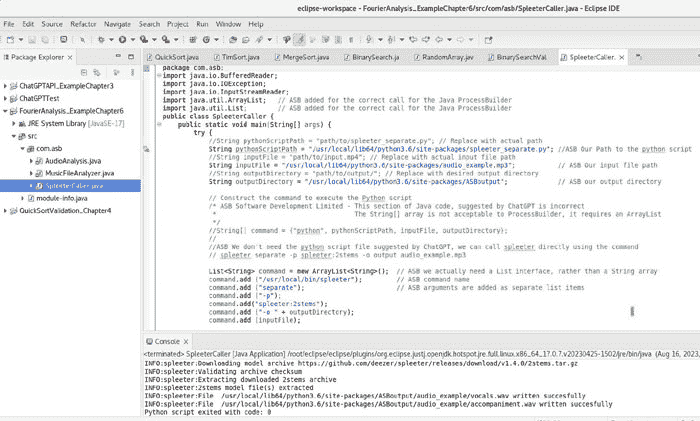 eclipse-workspace - FourierAnalysis_ExampleChapter6/src/com/asb/SpleeterCaller.java - Eclipse IDE
File Edit Source Refactor Navigate Search Project Run Window Help
Package Explorer
QuickSort.java TimSort.java MergeSort.java BinarySearch.ja RandomArray.jav BinarySearchVal SpleeterCaller.
ChatGPTAPI_ExampleChapter3
ChatGPTTest
FourierAnalysis_ExampleChapter6
JRE System Library [JavaSE-17]
src
com.asb
AudioAnalysis.java
MusicFileAnalyzer.java
SpleeterCaller.java
module-info.java
QuickSortValidation_Chapter4
package com.asb;
import java.io.BufferedReader;
import java.io.IOException;
import java.io.InputStreamReader;
import java.util.ArrayList; // ASB added for the correct call for the Java ProcessBuilder
import java.util.List; // ASB added for the correct call for the Java ProcessBuilder
public class SpleeterCaller {
public static void main(String[] args) {
try {
//String pythonScriptPath = "path/to/spleeter_separate.py"; // Replace with actual path
String pythonScriptPath = "/usr/local/lib64/python3.6/site-packages/spleeter_separate.py"; //ASB Our Path to the python script
//String inputFile = "path/to/input.mp4"; // Replace with actual input file path
String inputFile = "/usr/local/lib64/python3.6/site-packages/audio_example.mp3"; // ASB Our input file path
//String outputDirectory = "path/to/output/"; // Replace with desired output directory
String outputDirectory = "/usr/local/lib64/python3.6/site-packages/ASBoutput"; // ASB our output directory
// Construct the command to execute the Python script
/* ASB Software Development Limited - This section of Java code, suggested by ChatGPT is incorrect
* The String[] array is not acceptable to ProcessBuilder, it requires an ArrayList
*/
//String[] command = {"python", pythonScriptPath, inputFile, outputDirectory};
//
//ASB We don't need the python script file suggested by ChatGPT, we can call spleeter directly using the command
// spleeter separate -p spleeter:2stems -o output audio_example.mp3
List<String> command = new ArrayList<String>(); // ASB we actually need a List interface, rather than a String array
command.add ("/usr/local/bin/spleeter"); // ASB command name
command.add ("separate"); // ASB arguments are added as separate list items
command.add ("-p");
command.add("spleeter:2stems");
command.add ("-o " + outputDirectory);
command.add (inputFile);
Console
<terminated> SpleeterCaller [Java Application] /root/eclipse/eclipse/plugins/org.eclipse.justj.openjdk.hotspot.jre.full.linux.x86_64_17.0.7.v20230425-1502/jre/bin/java (Aug 16, 2023,
INFO:spleeter:Downloading model archive https://github.com/deezer/spleeter/releases/download/v1.4.0/2stems.tar.gz
INFO:spleeter:Validating archive checksum
INFO:spleeter:Extracting downloaded 2stems archive
INFO:spleeter:2stems model file(s) extracted
INFO:spleeter:File /usr/local/lib64/python3.6/site-packages/ASBoutput/audio_example/vocals.wav written succesfully
INFO:spleeter:File /usr/local/lib64/python3.6/site-packages/ASBoutput/audio_example/accompaniment.wav written succesfully
Python script exited with code: 0